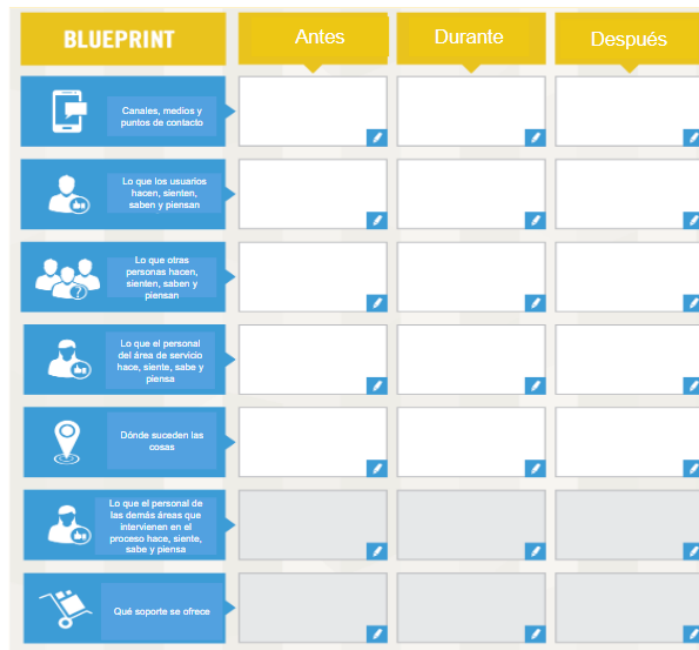 BLUEPRINT
Antes
Durante
Después
Canales, medios y
puntos de contacto
Lo que los usuarios
hacen, sienten,
saben y piensan
Lo que otras
personas hacen,
sienten, saben y
piensan
Lo que el personal
del área de servicio
hace, siente, sabe y
piensa
Dónde suceden las
cosas
Lo que el personal de
las demás áreas que
intervienen en el
proceso hace, siente,
sabe y piensa
Qué soporte se ofrece